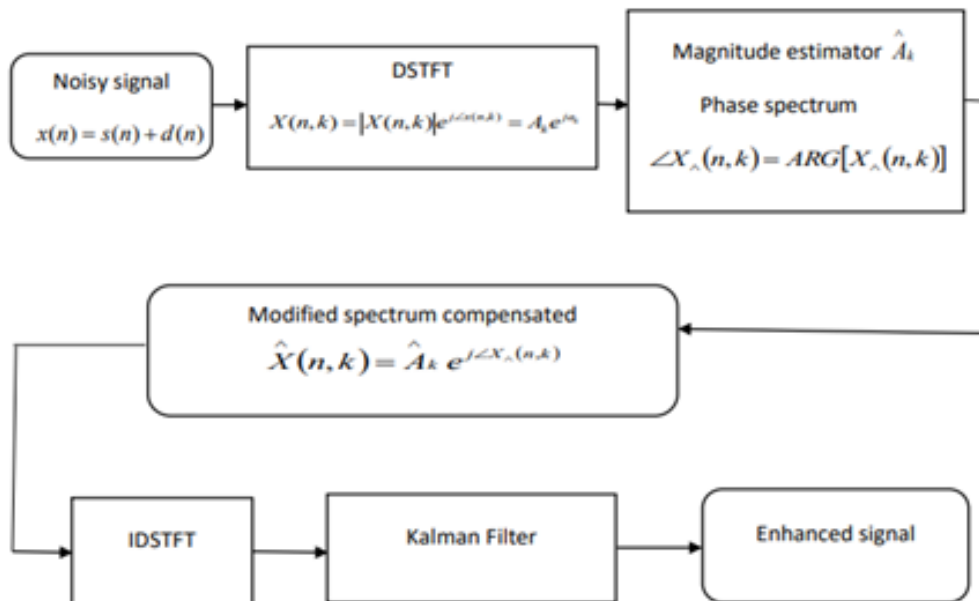 Noisy signal
x(n) = s(n) + d(n)
DSTFT
X(n,k) = |X(n,k)|e^{j∠x(n,k)} = A_k e^{jα_k}
Magnitude estimator Â_k
Phase spectrum
∠X_^(n,k) = ARG[X_^(n,k)]
Modified spectrum compensated
X̂(n,k) = Â_k e^{j∠X_^(n,k)}
IDSTFT
Kalman Filter
Enhanced signal